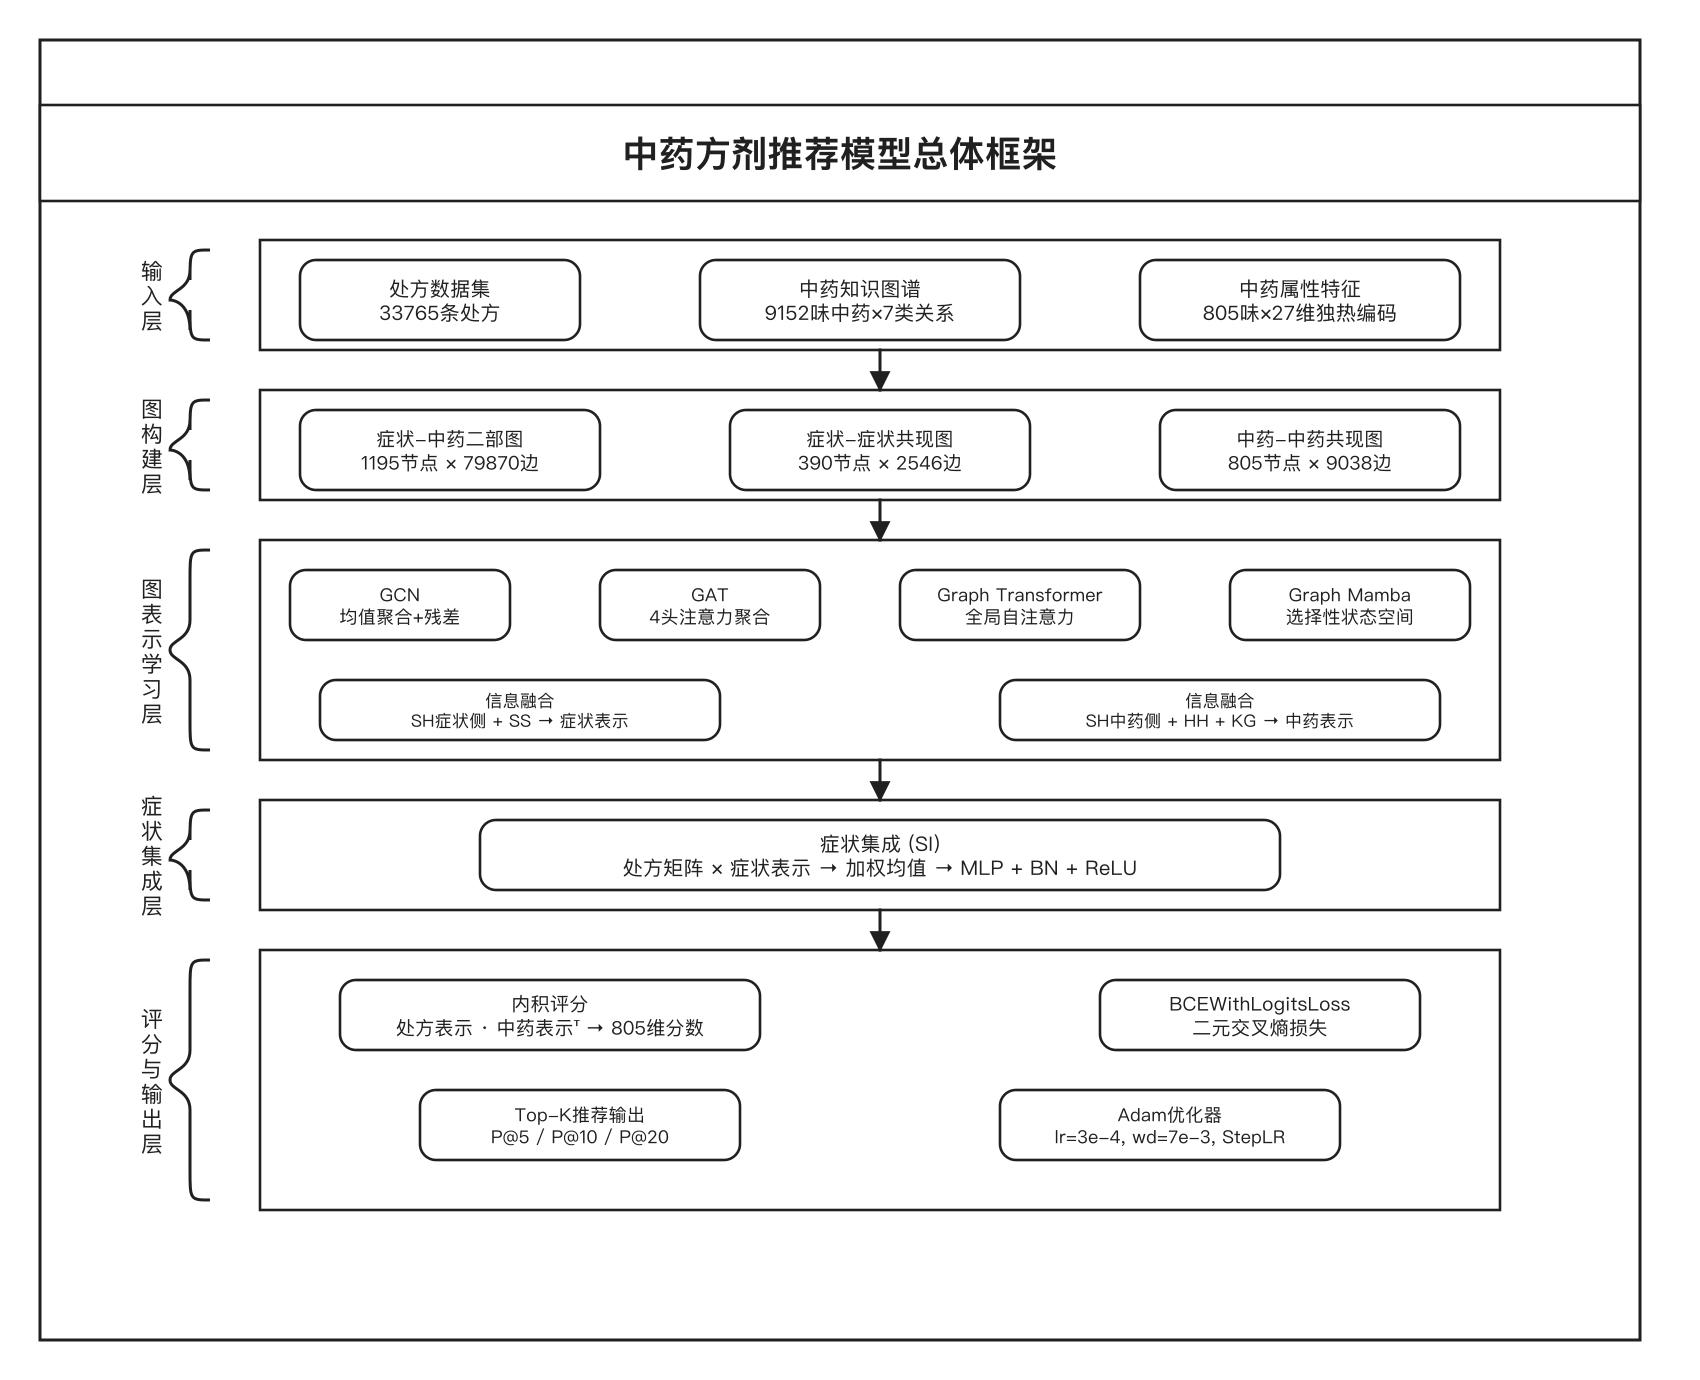 中药方剂推荐模型总体框架
输入层
处方数据集
33765条处方
中药知识图谱
9152味中药×7类关系
中药属性特征
805味×27维独热编码
图构建层
症状–中药二部图
1195节点 × 79870边
症状–症状共现图
390节点 × 2546边
中药–中药共现图
805节点 × 9038边
图表示学习层
GCN
均值聚合+残差
GAT
4头注意力聚合
Graph Transformer
全局自注意力
Graph Mamba
选择性状态空间
信息融合
SH症状侧 + SS → 症状表示
信息融合
SH中药侧 + HH + KG → 中药表示
症状集成层
症状集成 (SI)
处方矩阵 × 症状表示 → 加权均值 → MLP + BN + ReLU
评分与输出层
内积评分
处方表示 · 中药表示ᵀ → 805维分数
BCEWithLogitsLoss
二元交叉熵损失
Top–K推荐输出
P@5 / P@10 / P@20
Adam优化器
lr=3e–4, wd=7e–3, StepLR